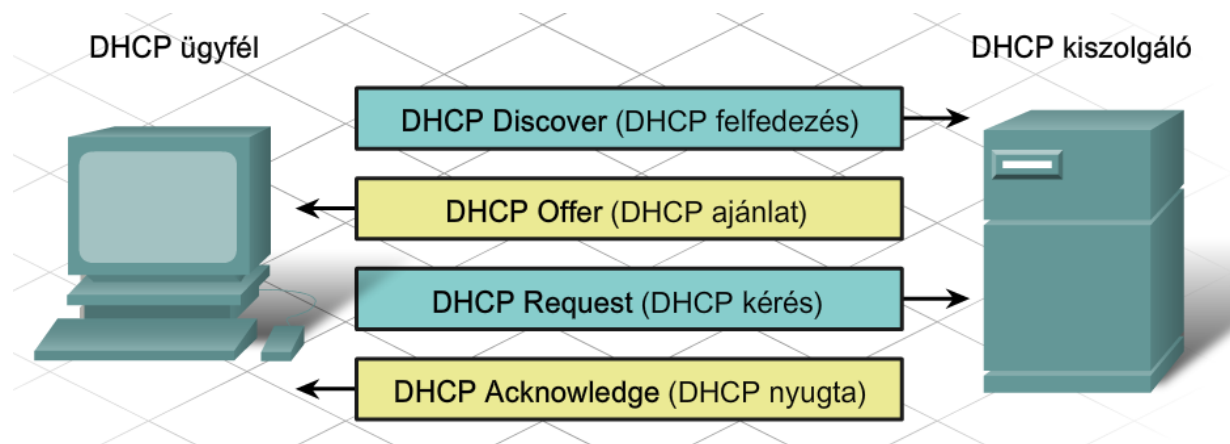 DHCP ügyfél
DHCP kiszolgáló
DHCP Discover (DHCP felfedezés)
DHCP Offer (DHCP ajánlat)
DHCP Request (DHCP kérés)
DHCP Acknowledge (DHCP nyugta)